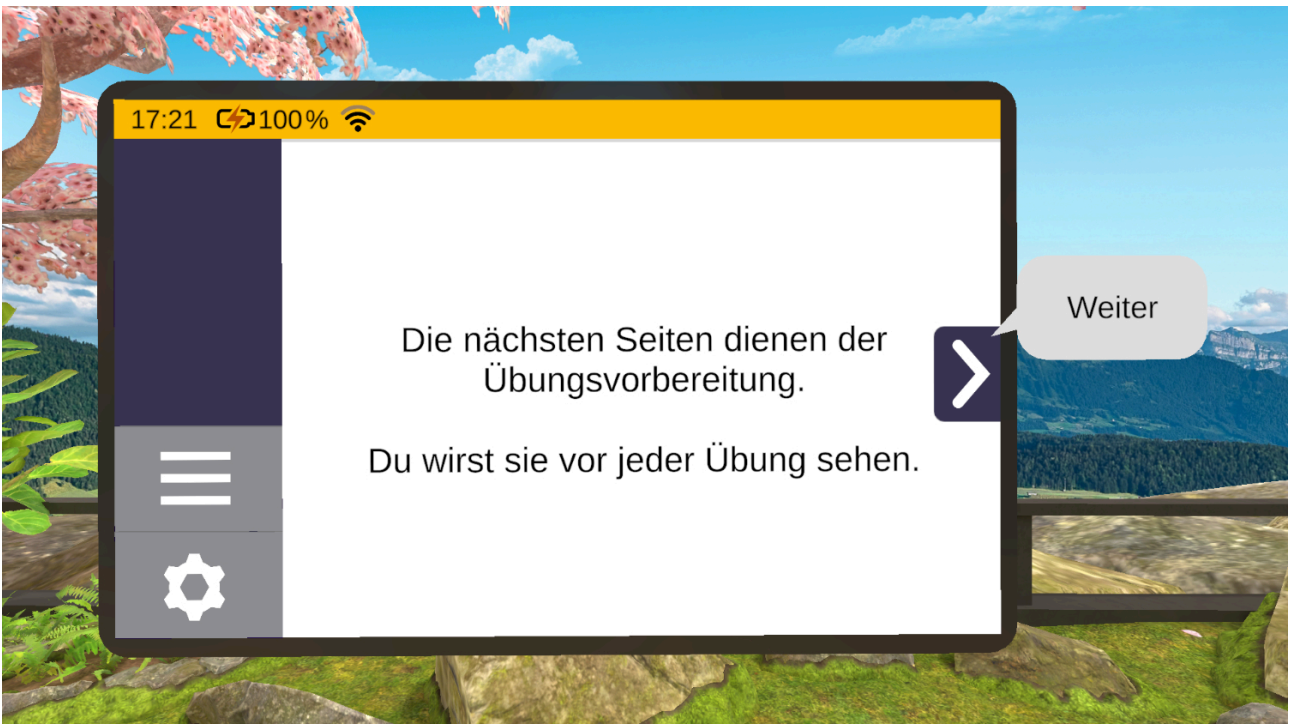 17:21 100%
Die nächsten Seiten dienen der
Übungsvorbereitung.
Du wirst sie vor jeder Übung sehen.
Weiter